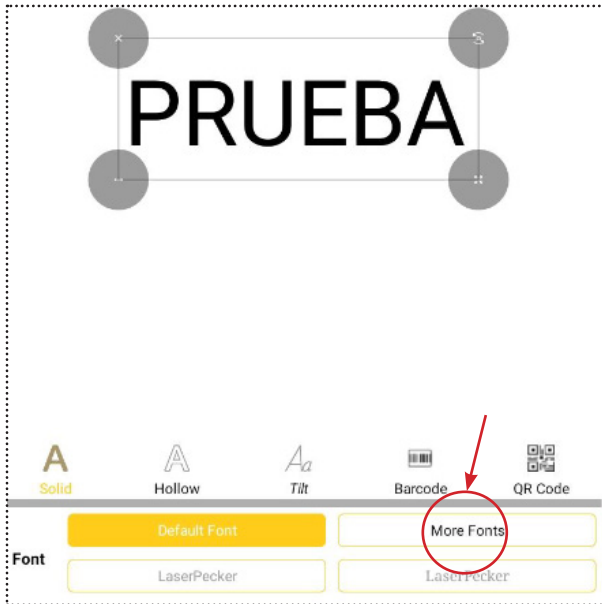 PRUEBA
Solid
Hollow
Tilt
Barcode
QR Code
Font
Default Font
More Fonts
LaserPecker
LaserPecker